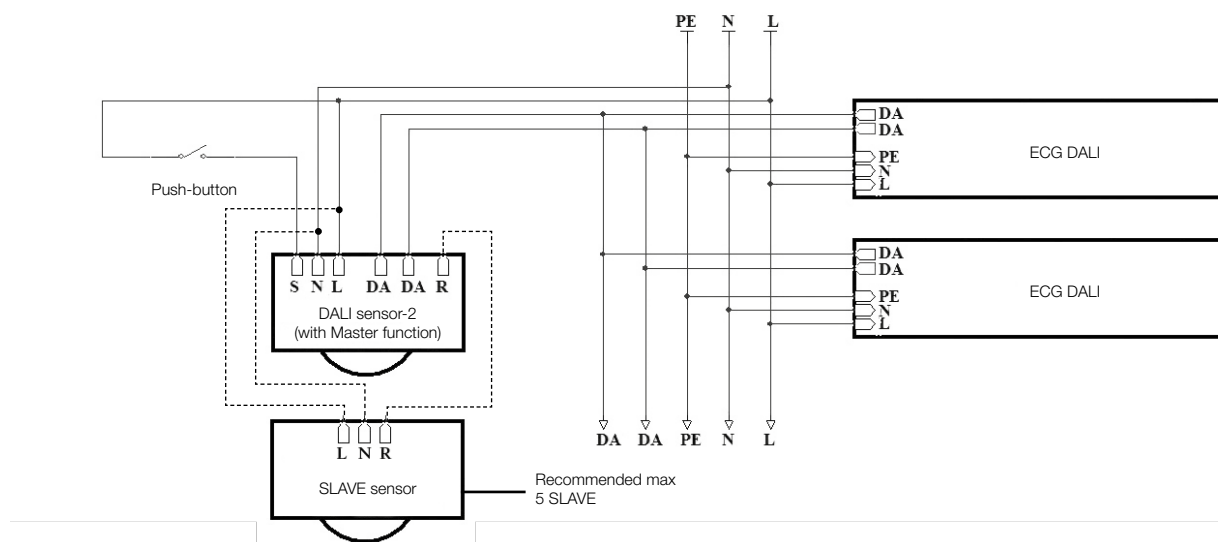 PE N L
DA
DA
ECG DALI
PE
N
L
Push-button
S N L DA DA R
DALI sensor-2
(with Master function)
DA
DA
ECG DALI
PE
N
L
DA DA PE N L
L N R
SLAVE sensor
Recommended max
5 SLAVE